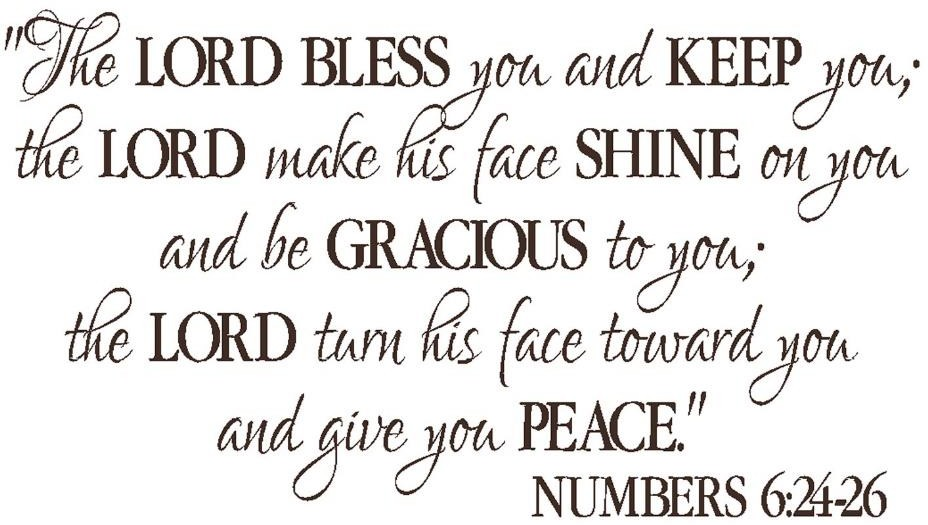 "The LORD BLESS you and KEEP you;
the LORD make his face SHINE on you
and be GRACIOUS to you;
the LORD turn his face toward you
and give you PEACE."
NUMBERS 6:24-26